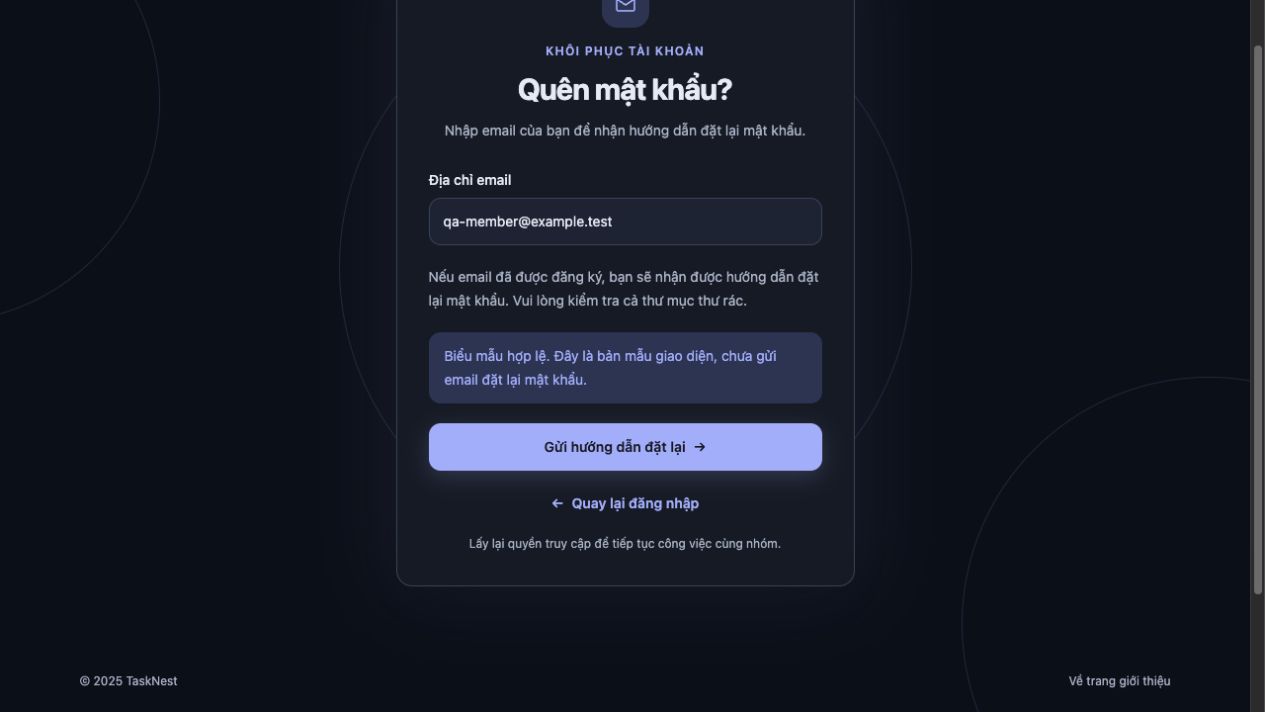 KHÔI PHỤC TÀI KHOẢN
Quên mật khẩu?
Nhập email của bạn để nhận hướng dẫn đặt lại mật khẩu.
Địa chỉ email
qa-member@example.test
Nếu email đã được đăng ký, bạn sẽ nhận được hướng dẫn đặt
lại mật khẩu. Vui lòng kiểm tra cả thư mục thư rác.
Biểu mẫu hợp lệ. Đây là bản mẫu giao diện, chưa gửi
email đặt lại mật khẩu.
Gửi hướng dẫn đặt lại →
← Quay lại đăng nhập
Lấy lại quyền truy cập để tiếp tục công việc cùng nhóm.
© 2025 TaskNest
Về trang giới thiệu